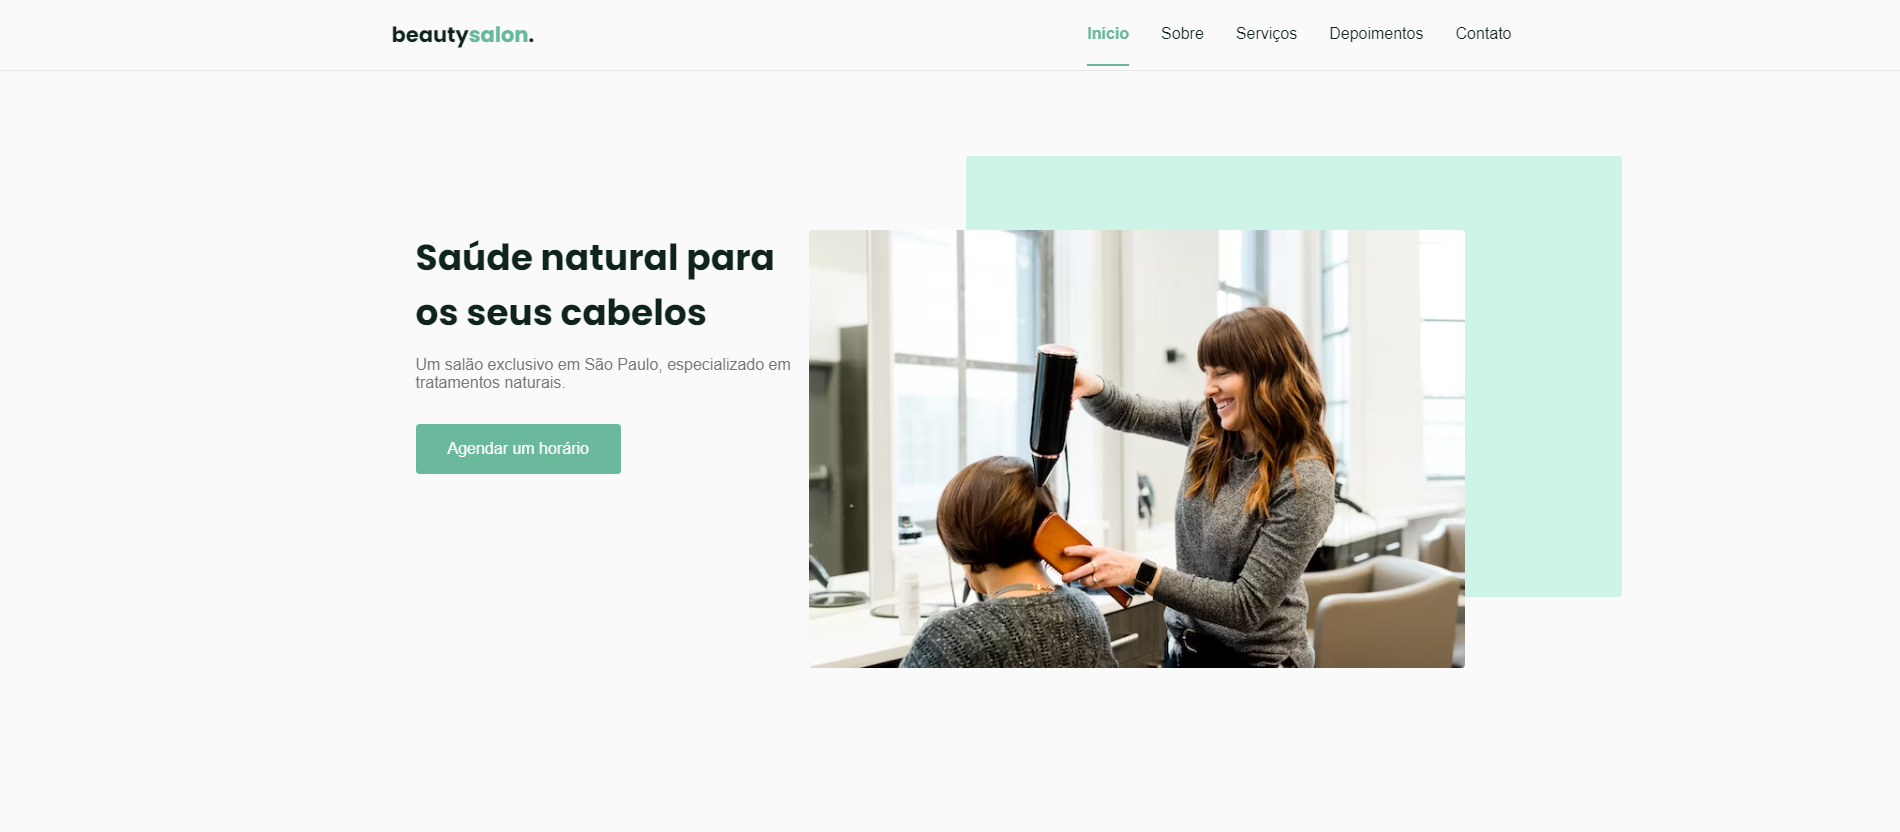 beautysalon.
Início
Sobre
Serviços
Depoimentos
Contato
Saúde natural para
os seus cabelos
Um salão exclusivo em São Paulo, especializado em
tratamentos naturais.
Agendar um horário